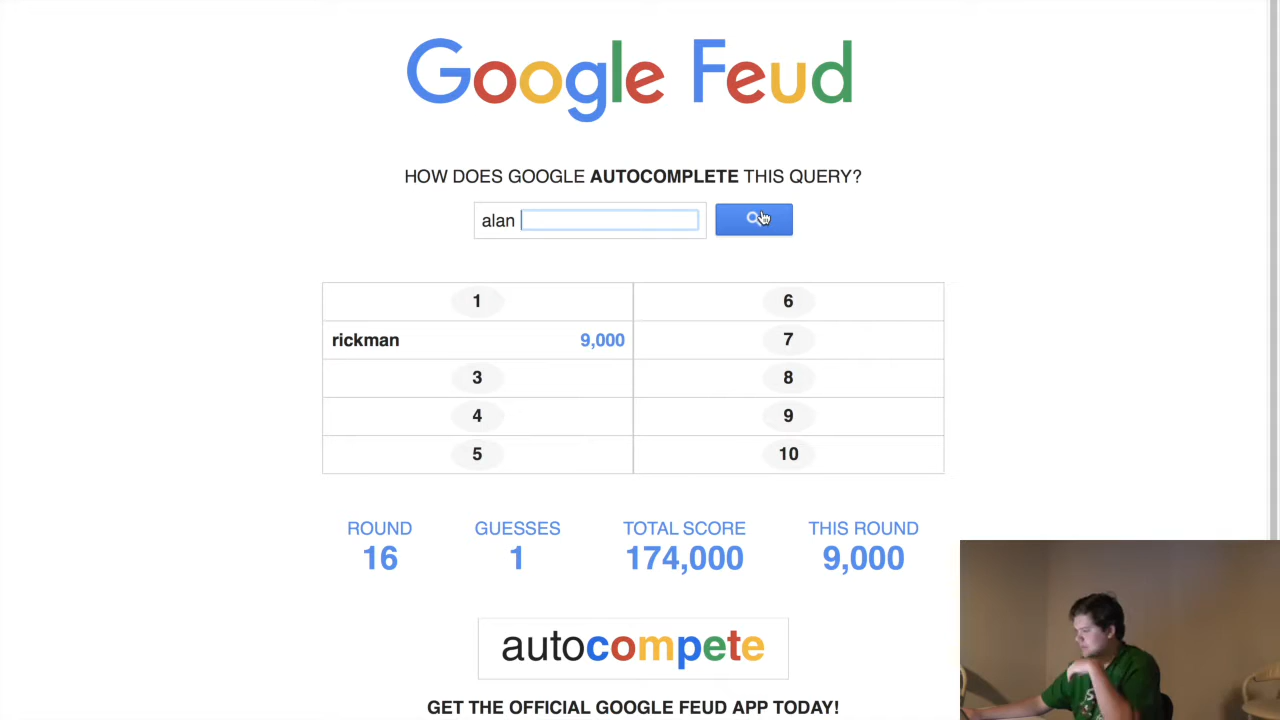 Google Feud
HOW DOES GOOGLE AUTOCOMPLETE THIS QUERY?
alan
1
6
rickman 9,000
7
3
8
4
9
5
10
ROUND GUESSES TOTAL SCORE THIS ROUND
16 1 174,000 9,000
autocompete
GET THE OFFICIAL GOOGLE FEUD APP TODAY!